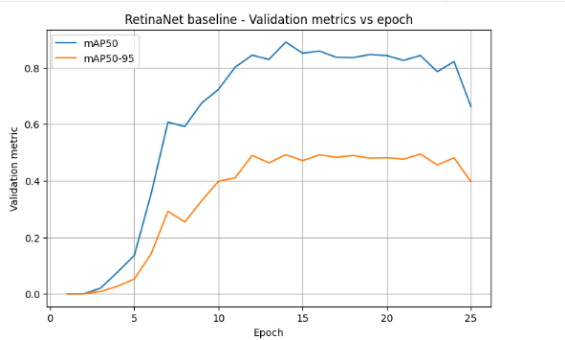 RetinaNet baseline - Validation metrics vs epoch
mAP50
mAP50-95
Validation metric
0.8
0.6
0.4
0.2
0.0
0 5 10 15 20 25
Epoch